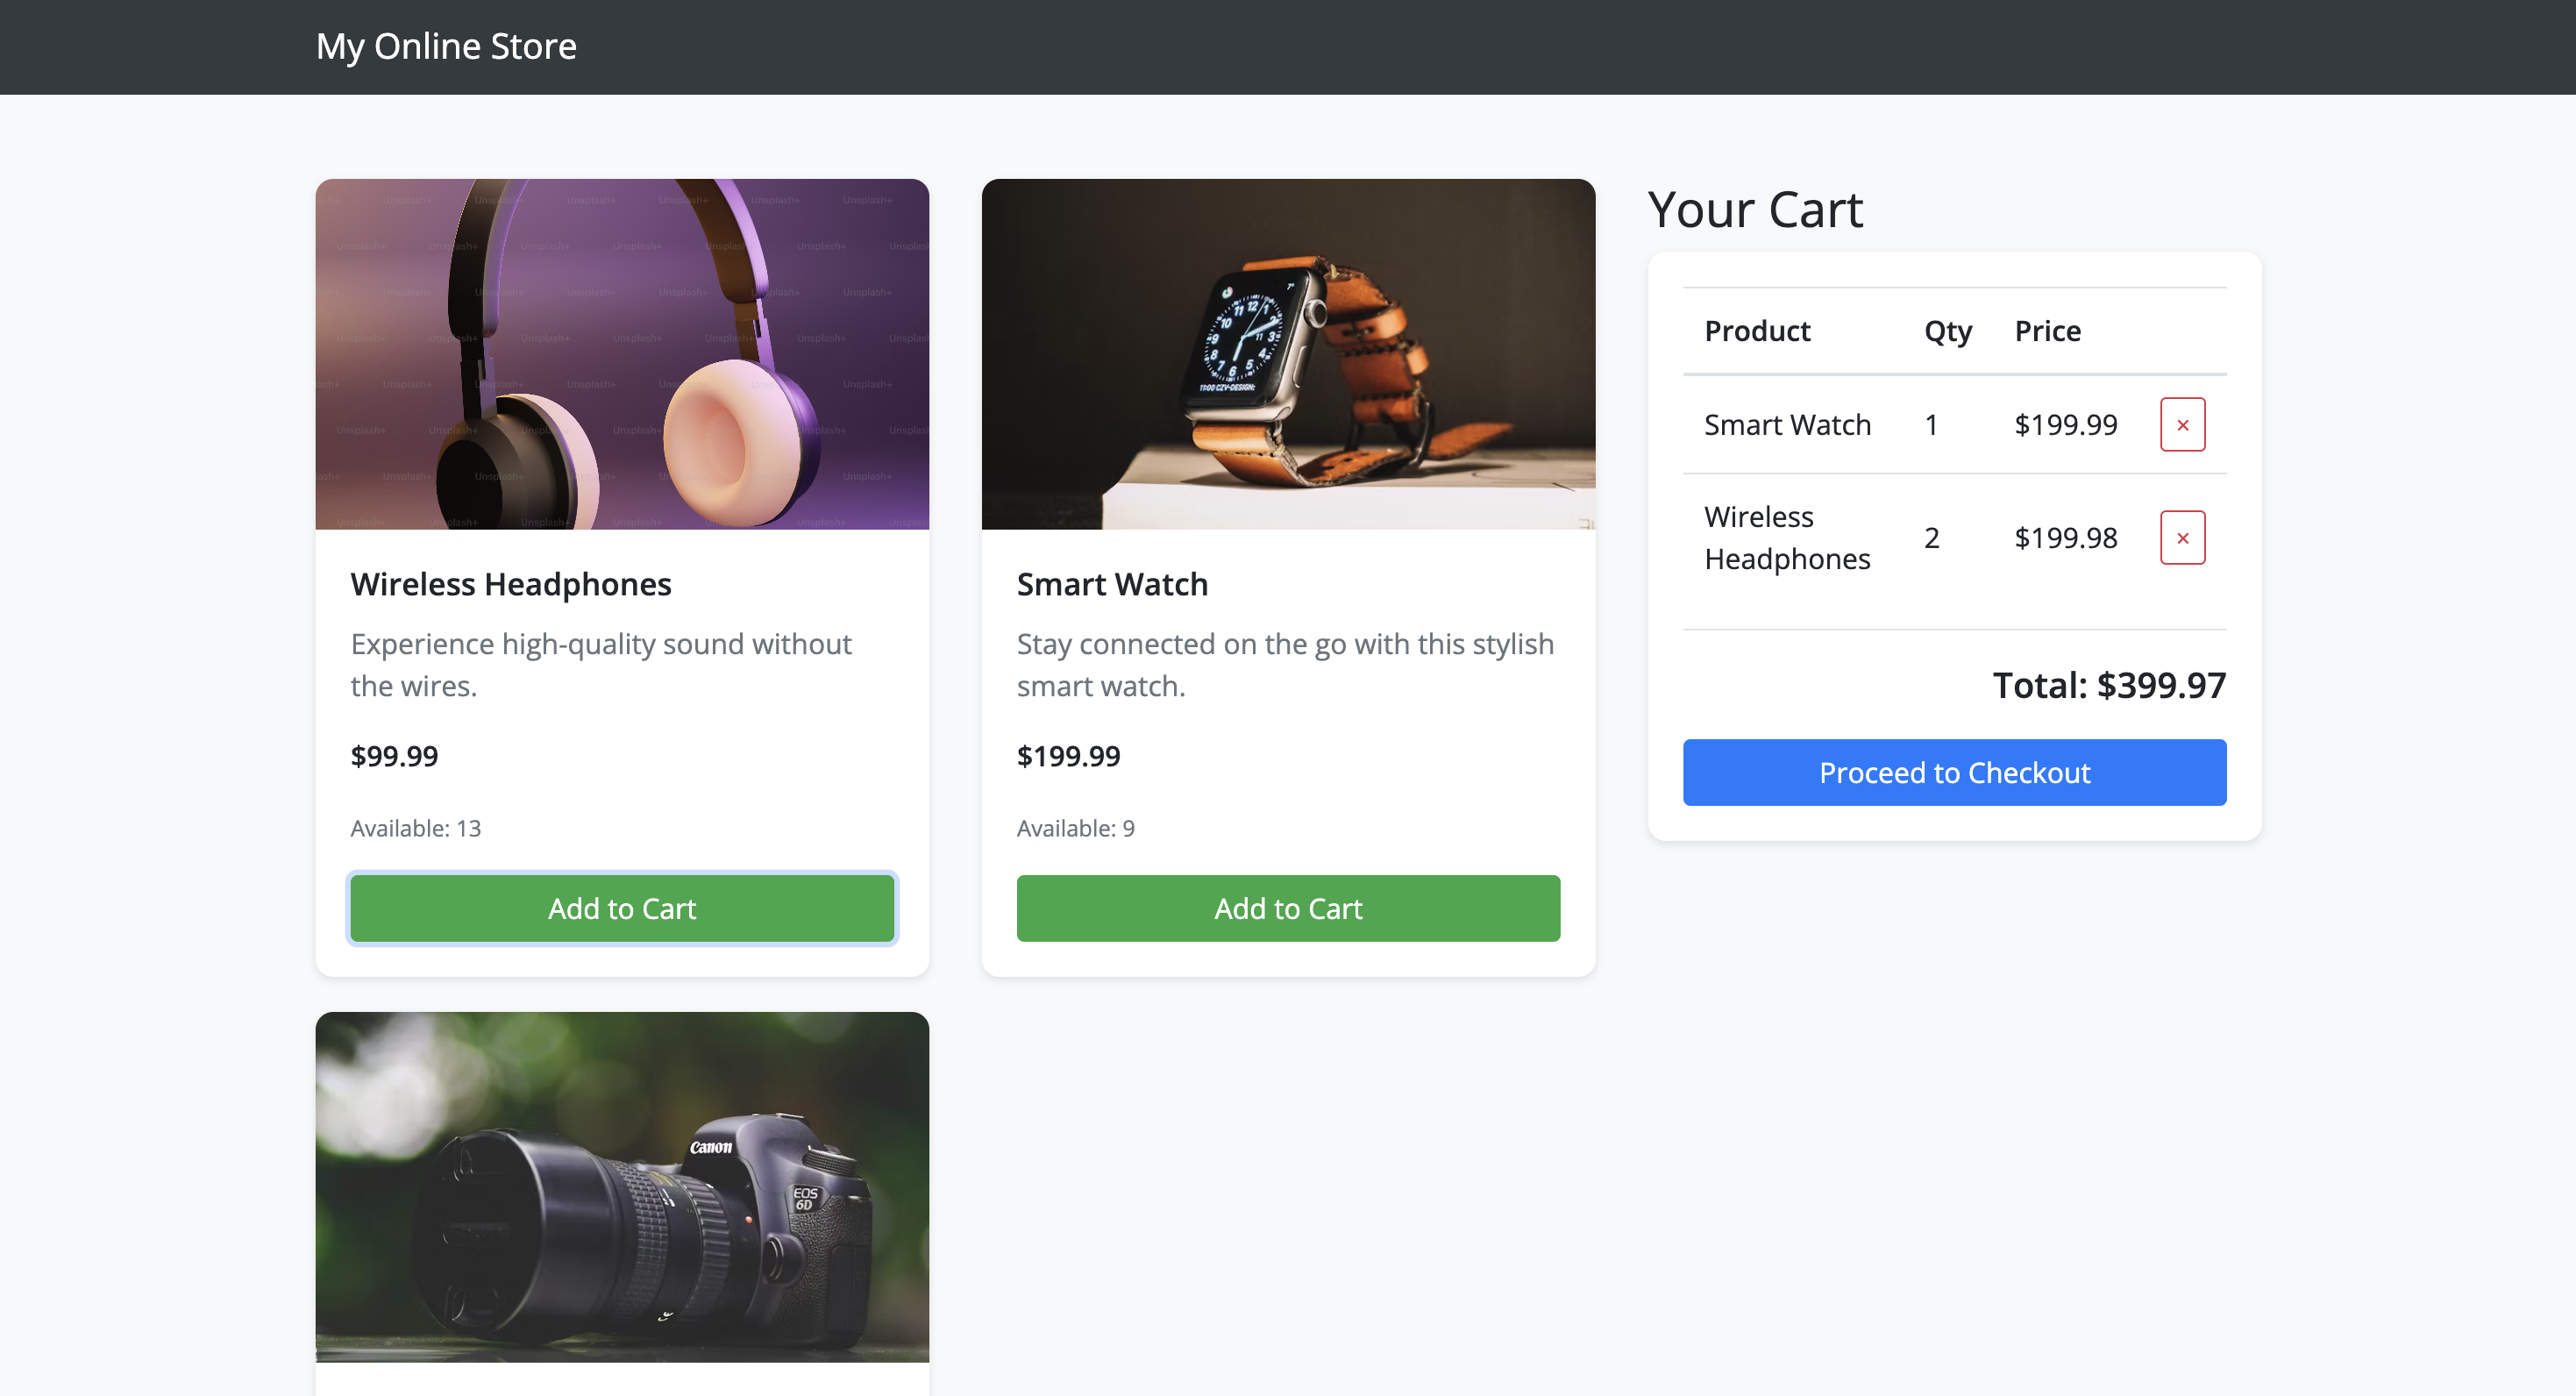 My Online Store
Unsplash+
Wireless Headphones
Experience high-quality sound without
the wires.
$99.99
Available: 13
Add to Cart
Smart Watch
Stay connected on the go with this stylish
smart watch.
$199.99
Available: 9
Add to Cart
Canon
EOS
6D
Your Cart
Product Qty Price
Smart Watch 1 $199.99 ×
Wireless
Headphones 2 $199.98 ×
Total: $399.97
Proceed to Checkout